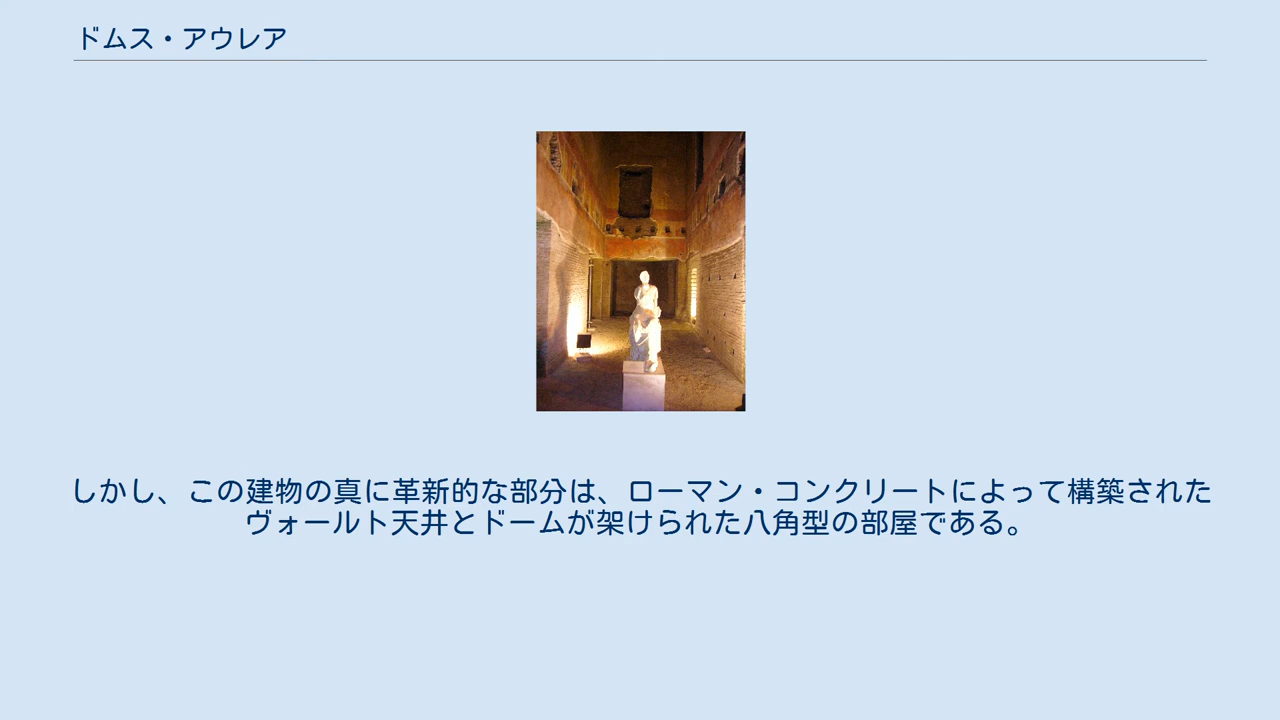 ドムス・アウレア
しかし、この建物の真に革新的な部分は、ローマン・コンクリートによって構築された
ヴォールト天井とドームが架けられた八角型の部屋である。